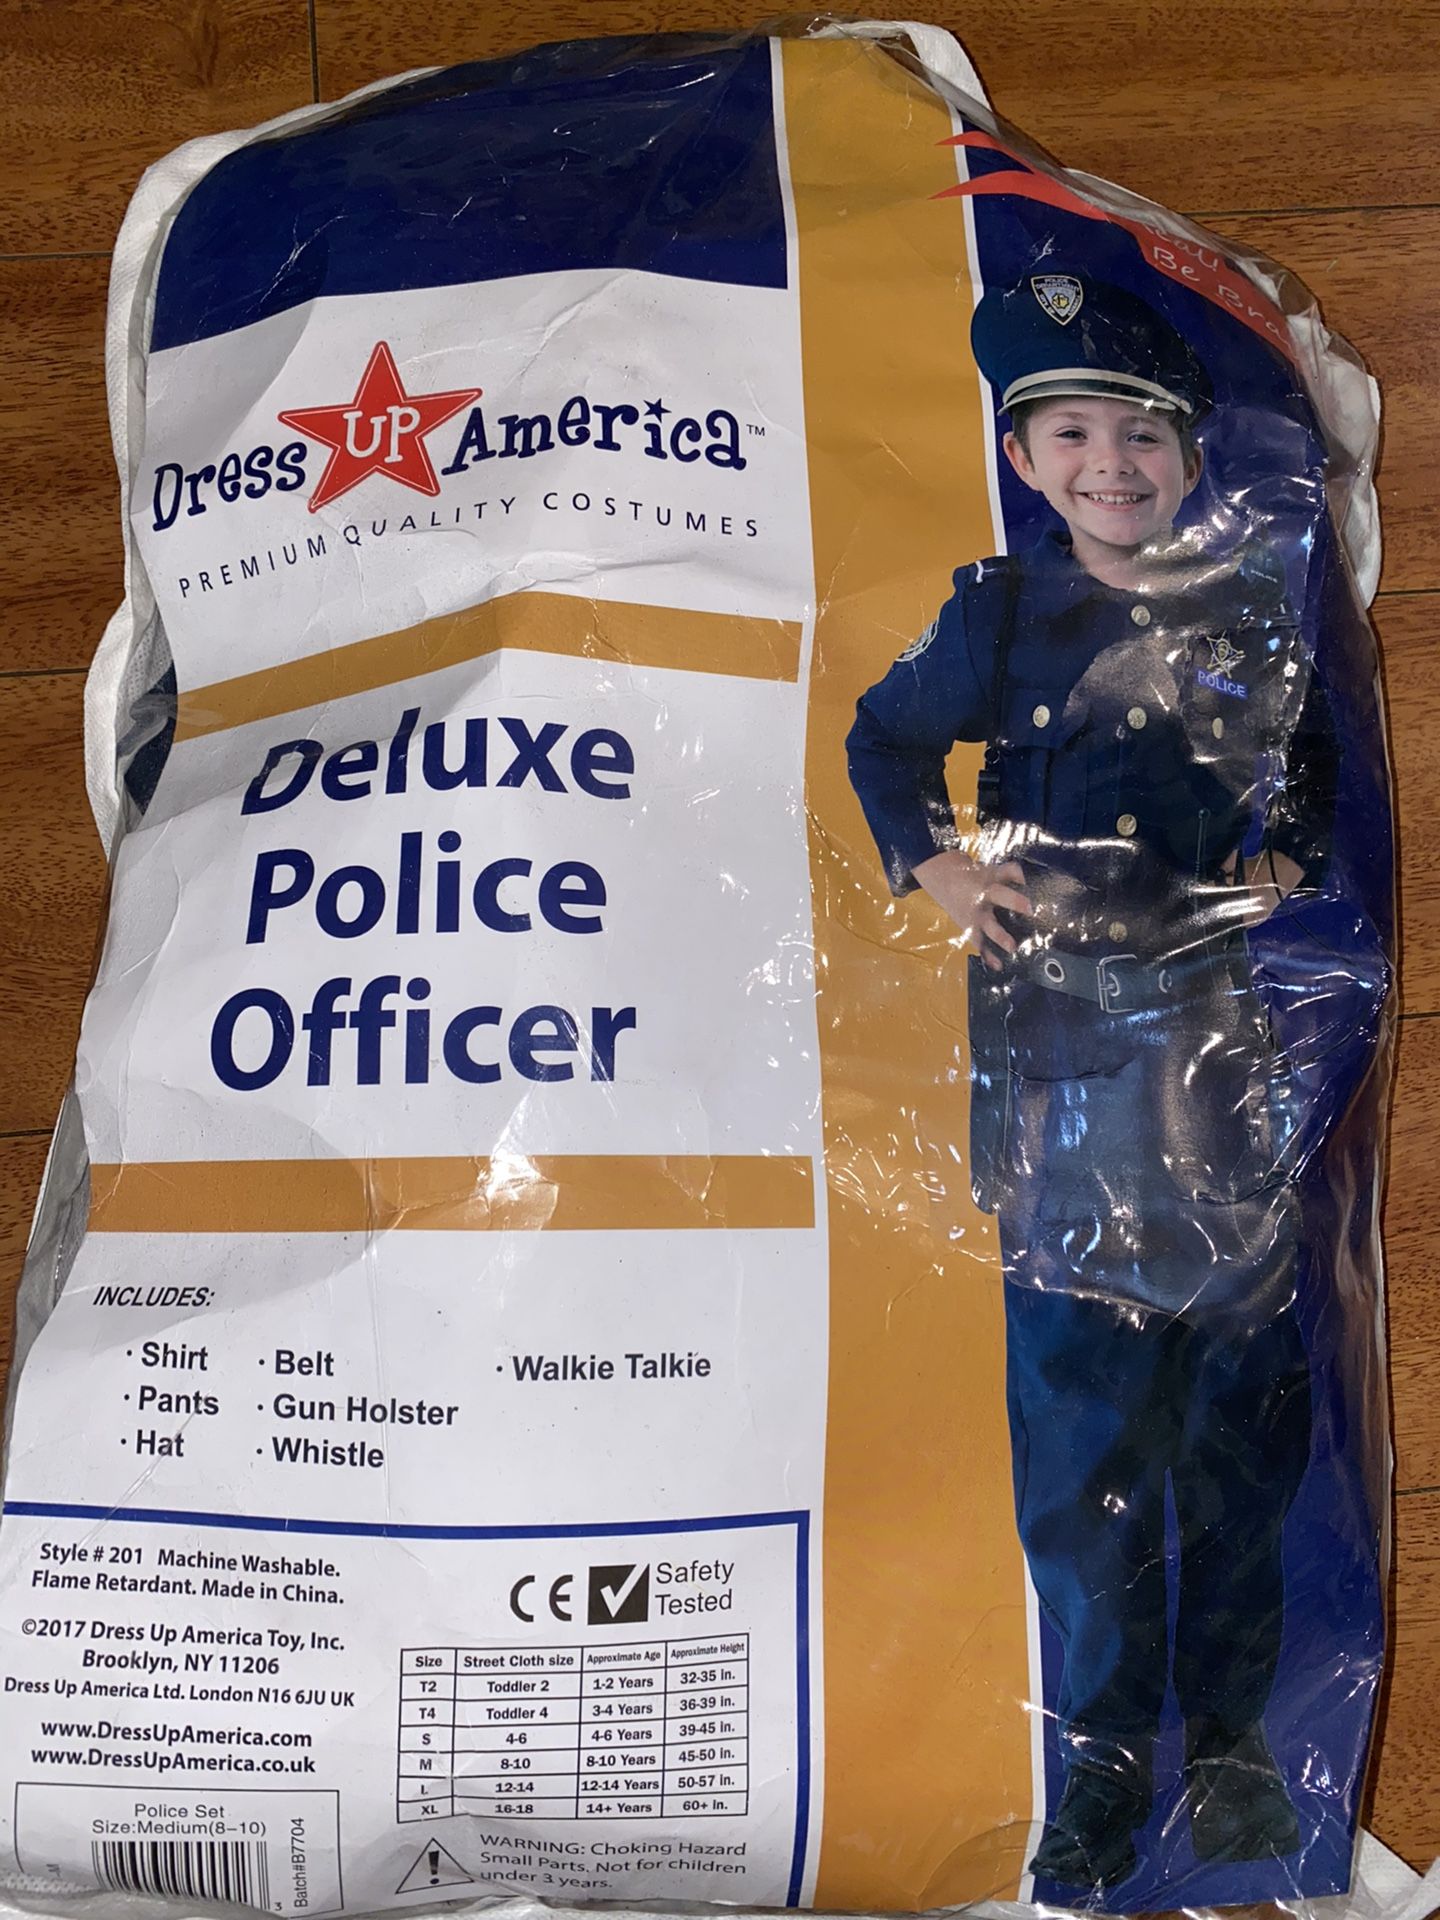 Be
POLICE
DEPARTMENT
Dress UP America™
PREMIUM QUALITY COSTUMES
POLICE
POLICE
Deluxe
Police
Officer
INCLUDES:
· Shirt · Belt · Walkie Talkie
· Pants · Gun Holster
· Hat · Whistle
Style # 201 Machine Washable.
Flame Retardant. Made in China.
©2017 Dress Up America Toy, Inc.
Brooklyn, NY 11206
Dress Up America Ltd. London N16 6JU UK
www.DressUpAmerica.com
www.DressUpAmerica.co.uk
Police Set
Size:Medium(8-10)
Batch#B7704
3
CE Safety
Tested
Size Street Cloth size Approximate Age Approximate Height
T2 Toddler 2 1-2 Years 32-35 in.
T4 Toddler 4 3-4 Years 36-39 in.
S 4-6 4-6 Years 39-45 in.
M 8-10 8-10 Years 45-50 in.
L 12-14 12-14 Years 50-57 in.
XL 16-18 14+ Years 60+ in.
WARNING: Choking Hazard
Small Parts. Not for children
under 3 years.